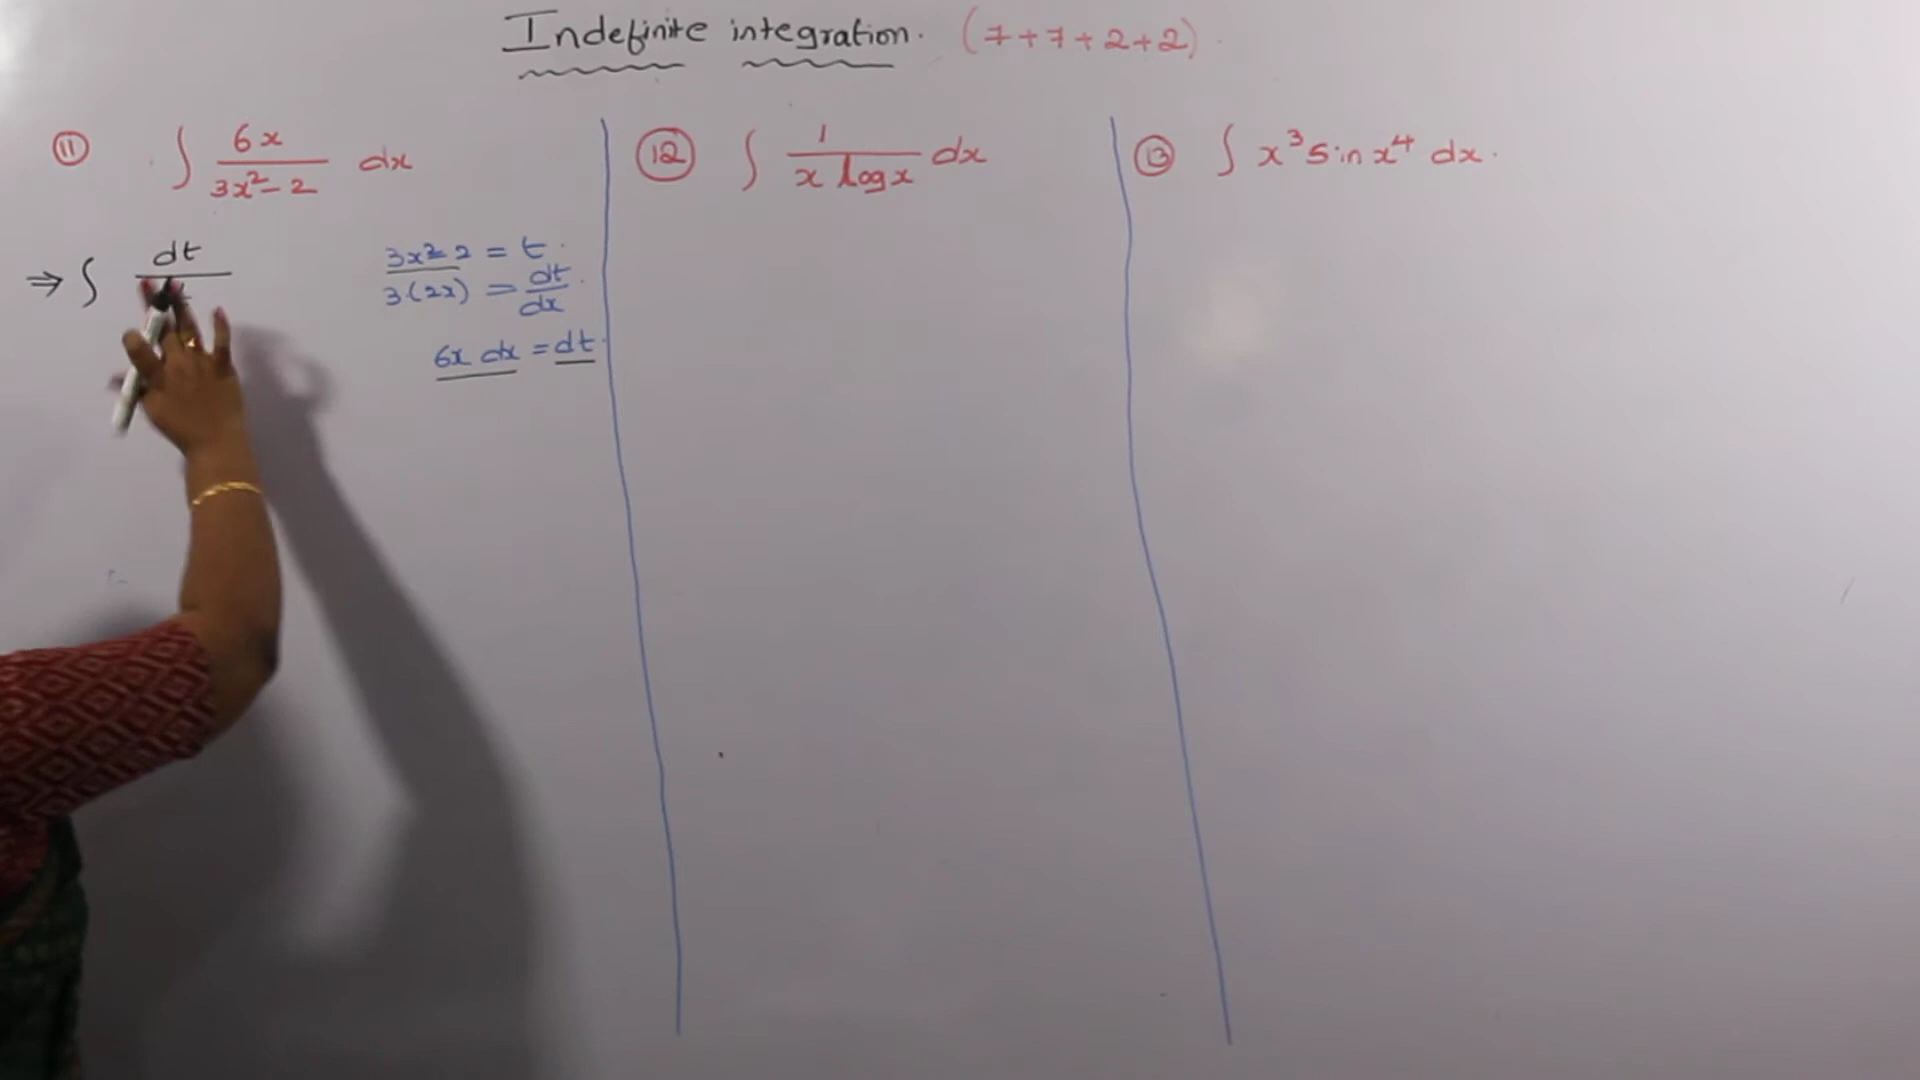 Indefinite integration. (7+7+2+2).
⑪ ∫ 6x / 3x²-2 dx
⇒ ∫ dt / t
3x²-2 = t.
3.(2x) = dt/dx.
6x dx = dt.
⑫ ∫ 1 / x logx dx
⑬ ∫ x³ sin x⁴ dx.